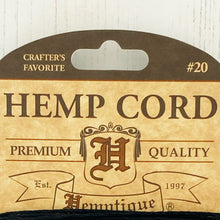 CRAFTER'S
FAVORITE
#20
HEMP CORD
PREMIUM H QUALITY
Est. 1997
Hemptique ®